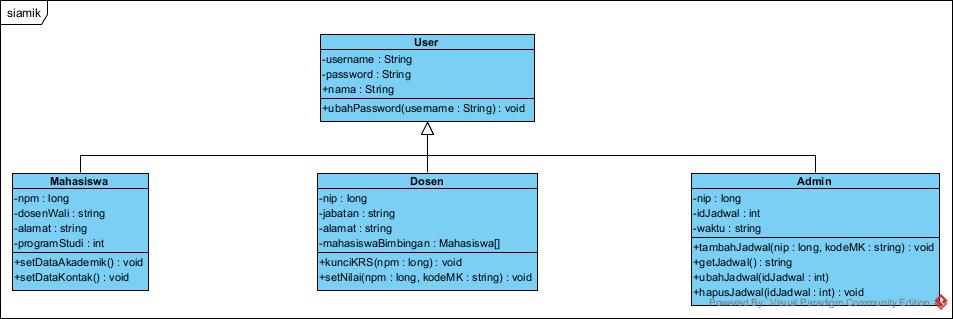 siamik
User
-username : String
-password : String
+nama : String
+ubahPassword(username : String) : void
Mahasiswa
-npm : long
-dosenWali : string
-alamat : string
-programStudi : int
+setDataAkademik() : void
+setDataKontak() : void
Dosen
-nip : long
-jabatan : string
-alamat : string
-mahasiswaBimbingan : Mahasiswa[]
+kunciKRS(npm : long) : void
+setNilai(npm : long, kodeMK : string) : void
Admin
-nip : long
-idJadwal : int
-waktu : string
+tambahJadwal(nip : long, kodeMK : string) : void
+getJadwal() : string
+ubahJadwal(idJadwal : int)
+hapusJadwal(idJadwal : int) : void
Powered By Visual Paradigm Community Edition